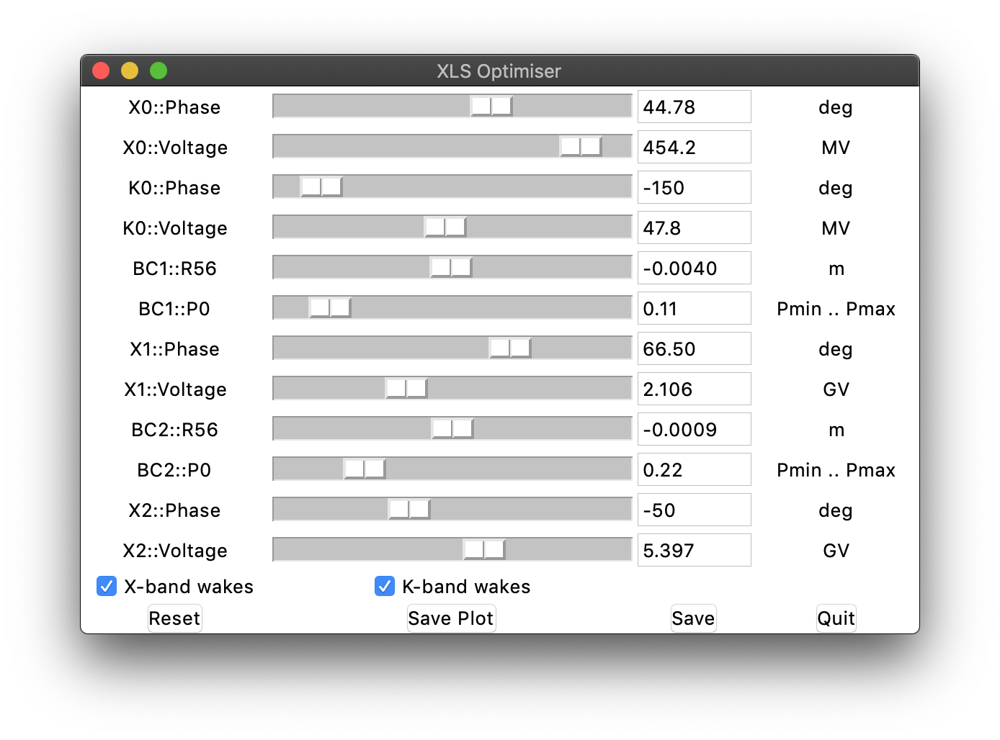 XLS Optimiser
X0::Phase 44.78 deg
X0::Voltage 454.2 MV
K0::Phase -150 deg
K0::Voltage 47.8 MV
BC1::R56 -0.0040 m
BC1::P0 0.11 Pmin .. Pmax
X1::Phase 66.50 deg
X1::Voltage 2.106 GV
BC2::R56 -0.0009 m
BC2::P0 0.22 Pmin .. Pmax
X2::Phase -50 deg
X2::Voltage 5.397 GV
X-band wakes K-band wakes
Reset Save Plot Save Quit